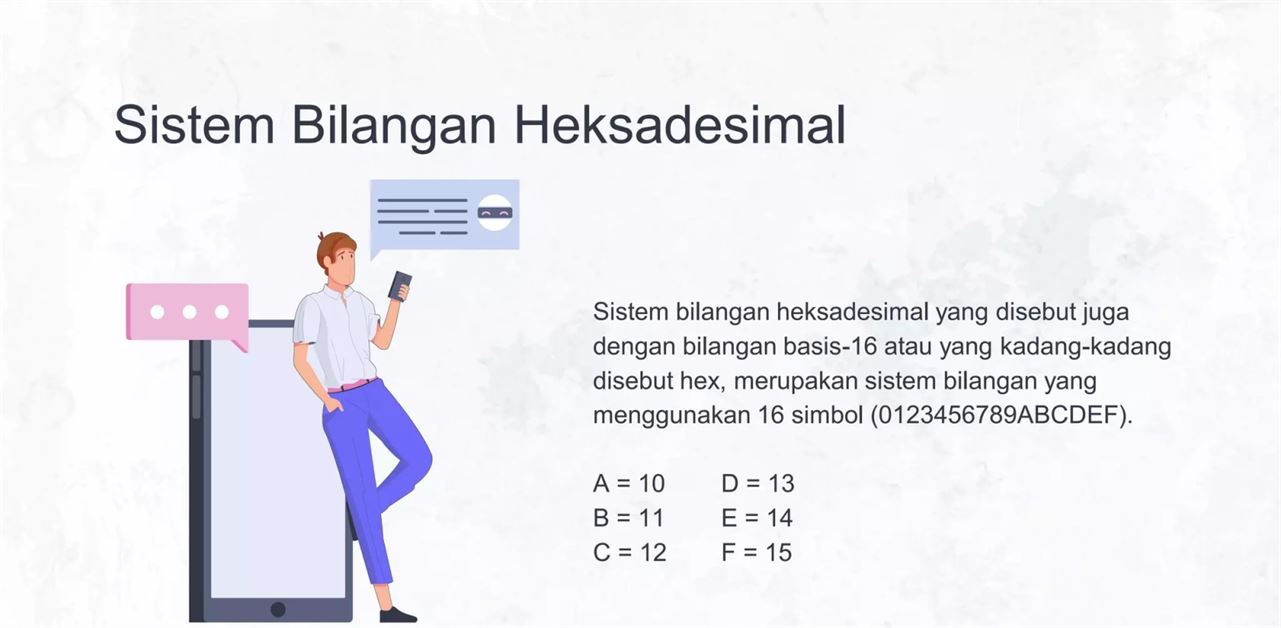 Sistem Bilangan Heksadesimal
Sistem bilangan heksadesimal yang disebut juga
dengan bilangan basis-16 atau yang kadang-kadang
disebut hex, merupakan sistem bilangan yang
menggunakan 16 simbol (0123456789ABCDEF).
A = 10 D = 13
B = 11 E = 14
C = 12 F = 15